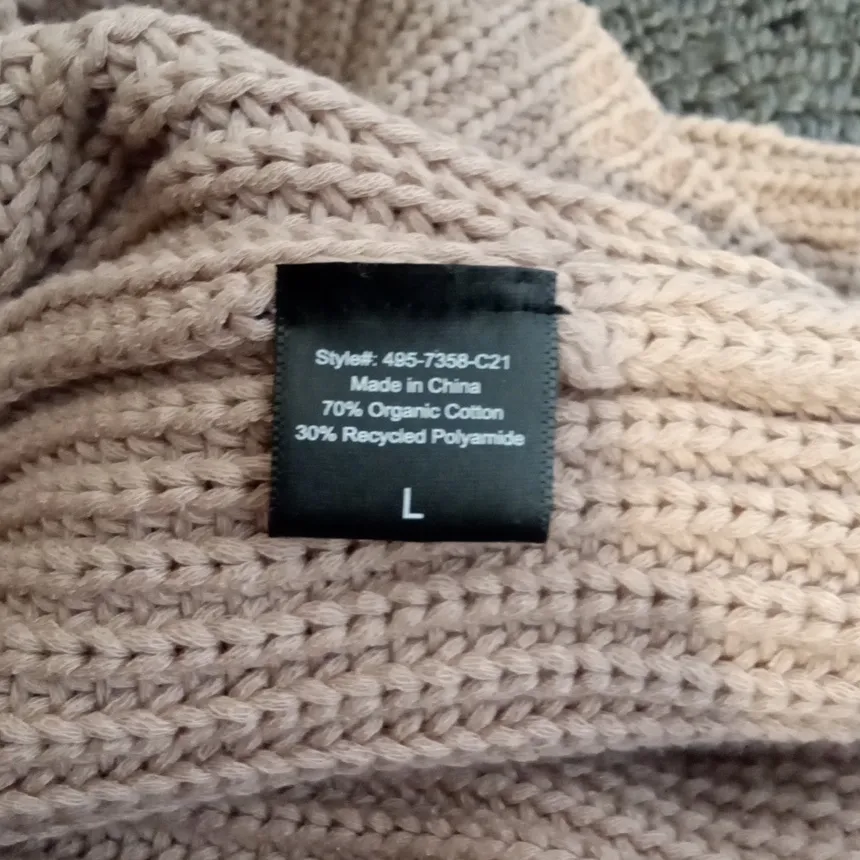 Style#: 495-7358-C21
Made in China
70% Organic Cotton
30% Recycled Polyamide
L